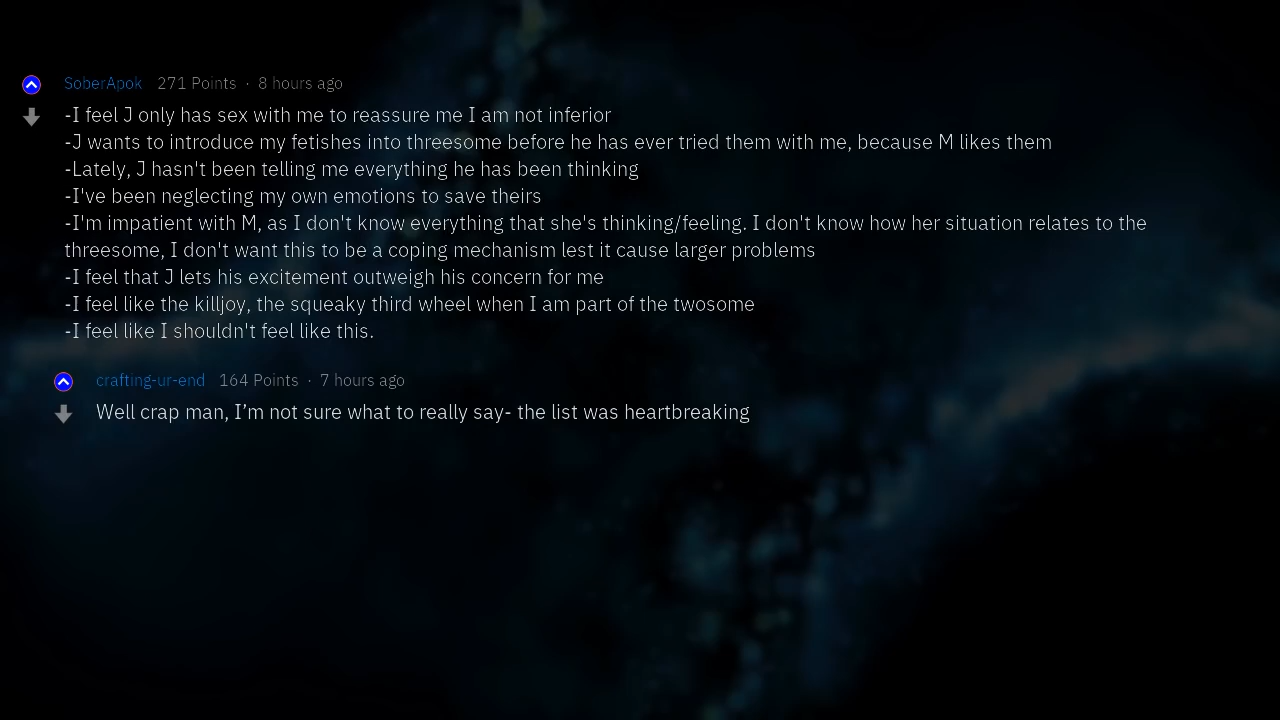 SoberApok 271 Points · 8 hours ago
-I feel J only has sex with me to reassure me I am not inferior
-J wants to introduce my fetishes into threesome before he has ever tried them with me, because M likes them
-Lately, J hasn't been telling me everything he has been thinking
-I've been neglecting my own emotions to save theirs
-I'm impatient with M, as I don't know everything that she's thinking/feeling. I don't know how her situation relates to the
threesome, I don't want this to be a coping mechanism lest it cause larger problems
-I feel that J lets his excitement outweigh his concern for me
-I feel like the killjoy, the squeaky third wheel when I am part of the twosome
-I feel like I shouldn't feel like this.
crafting-ur-end 164 Points · 7 hours ago
Well crap man, I’m not sure what to really say- the list was heartbreaking